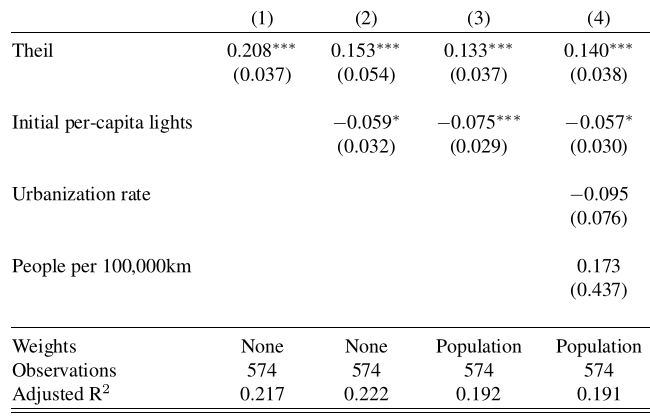 (1) (2) (3) (4)
Theil 0.208*** 0.153*** 0.133*** 0.140***
(0.037) (0.054) (0.037) (0.038)
Initial per-capita lights −0.059* −0.075*** −0.057*
(0.032) (0.029) (0.030)
Urbanization rate −0.095
(0.076)
People per 100,000km 0.173
(0.437)
Weights None None Population Population
Observations 574 574 574 574
Adjusted R² 0.217 0.222 0.192 0.191